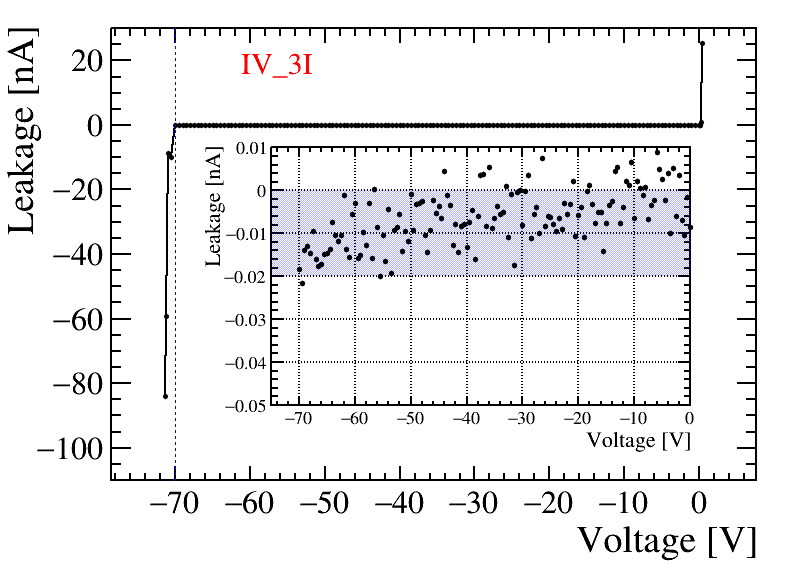 Leakage [nA]
IV_3I
20
0
−20
−40
−60
−80
−100
Leakage [nA]
0.01
0
−0.01
−0.02
−0.03
−0.04
−0.05
−70 −60 −50 −40 −30 −20 −10 0
Voltage [V]
−70 −60 −50 −40 −30 −20 −10 0
Voltage [V]